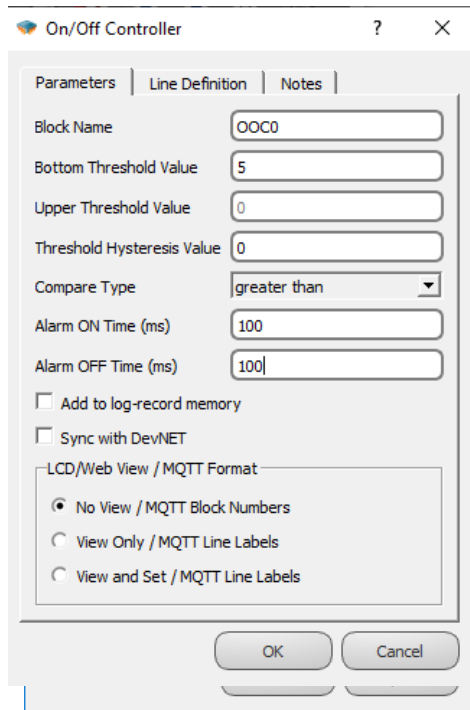 On/Off Controller ?
Parameters Line Definition Notes
Block Name OOC0
Bottom Threshold Value 5
Upper Threshold Value 0
Threshold Hysteresis Value 0
Compare Type greater than
Alarm ON Time (ms) 100
Alarm OFF Time (ms) 100
Add to log-record memory
Sync with DevNET
LCD/Web View / MQTT Format
No View / MQTT Block Numbers
View Only / MQTT Line Labels
View and Set / MQTT Line Labels
OK Cancel